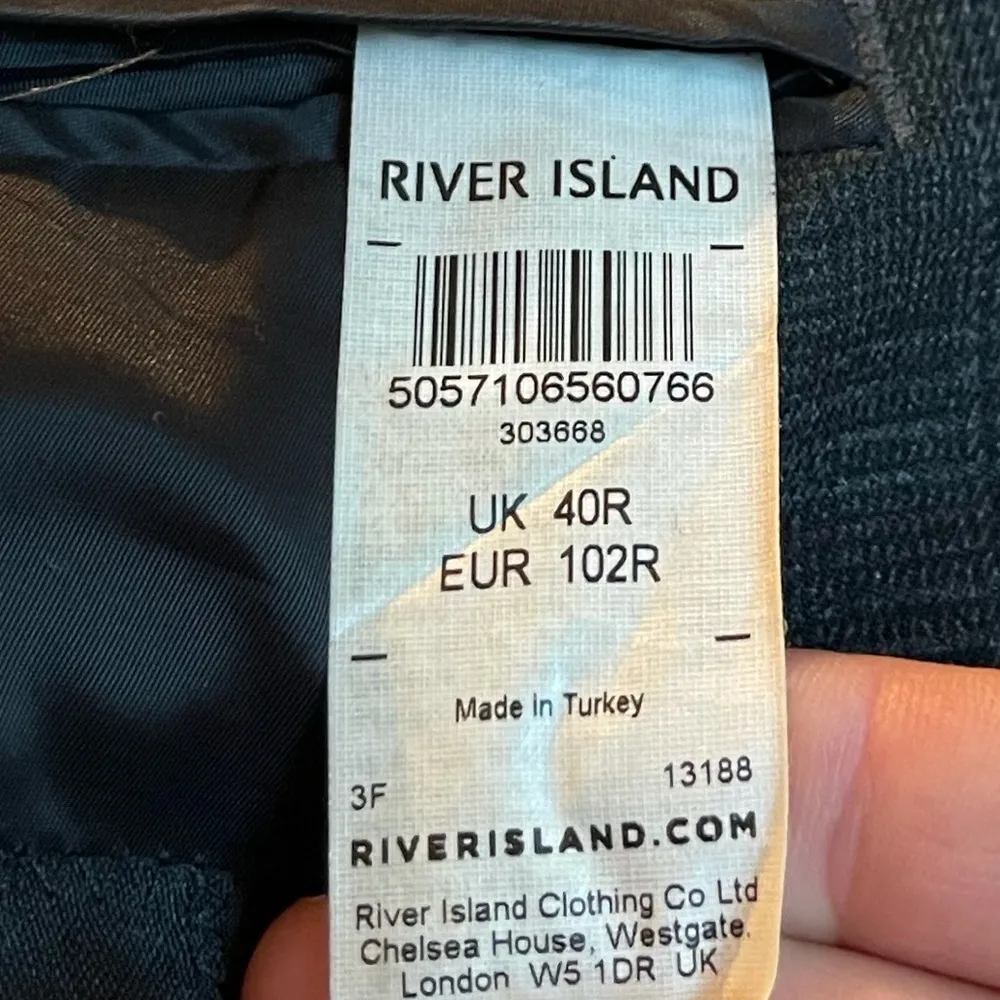 RIVER ISLAND
5057106560766
303668
UK 40R
EUR 102R
Made in Turkey
3F 13188
RIVERISLAND.COM
River Island Clothing Co Ltd
Chelsea House, Westgate.
London W5 1DR UK